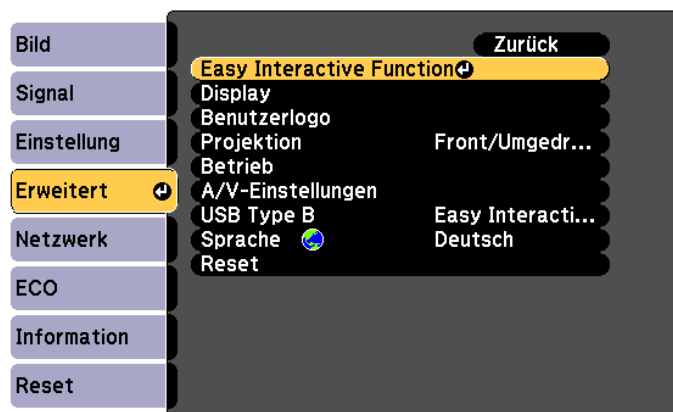 Bild
Signal
Einstellung
Erweitert
Netzwerk
ECO
Information
Reset
Zurück
Easy Interactive Function
Display
Benutzerlogo
Projektion Front/Umgedr...
Betrieb
A/V-Einstellungen
USB Type B Easy Interacti...
Sprache Deutsch
Reset